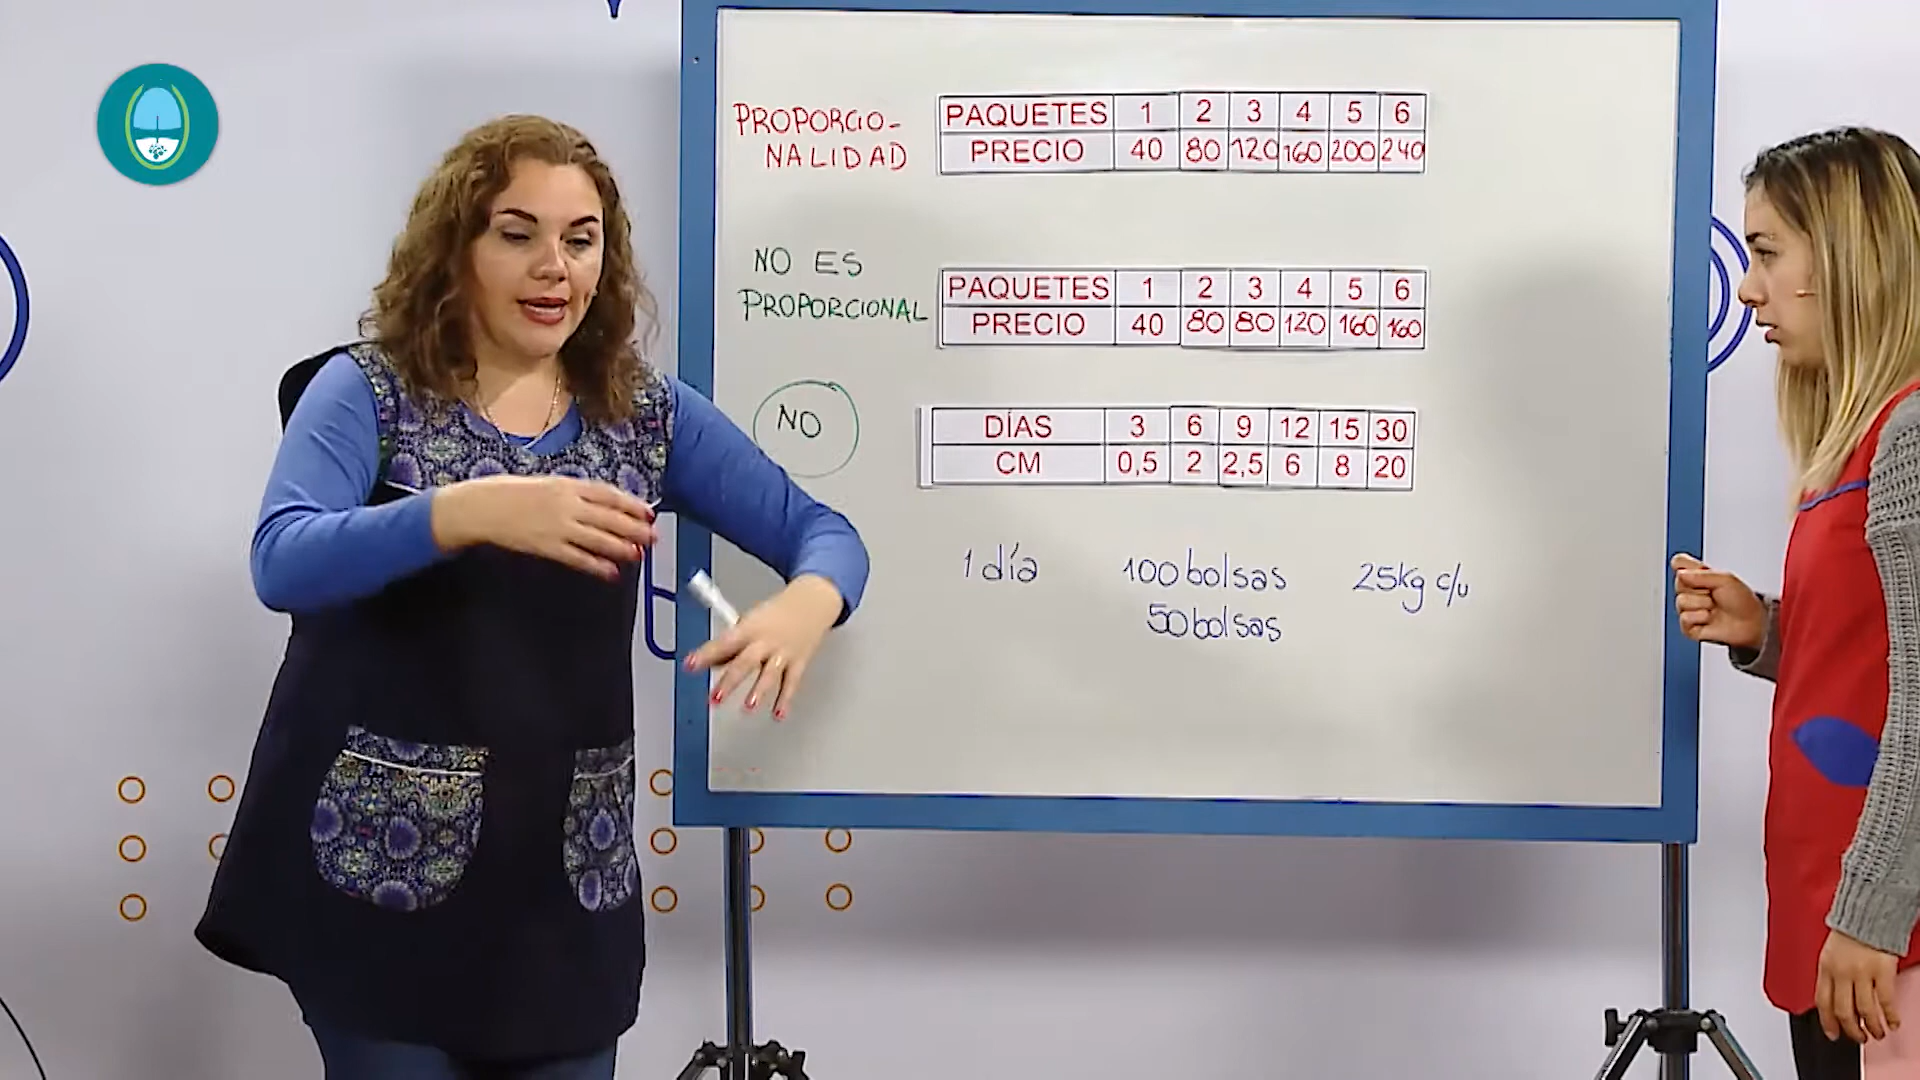 PROPORCIO-
NALIDAD
PAQUETES 1 2 3 4 5 6
PRECIO 40 80 120 160 200 240
NO ES
PROPORCIONAL
PAQUETES 1 2 3 4 5 6
PRECIO 40 80 80 120 160 160
NO
DÍAS 3 6 9 12 15 30
CM 0,5 2 2,5 6 8 20
1 día 100 bolsas 25kg c/u
50 bolsas